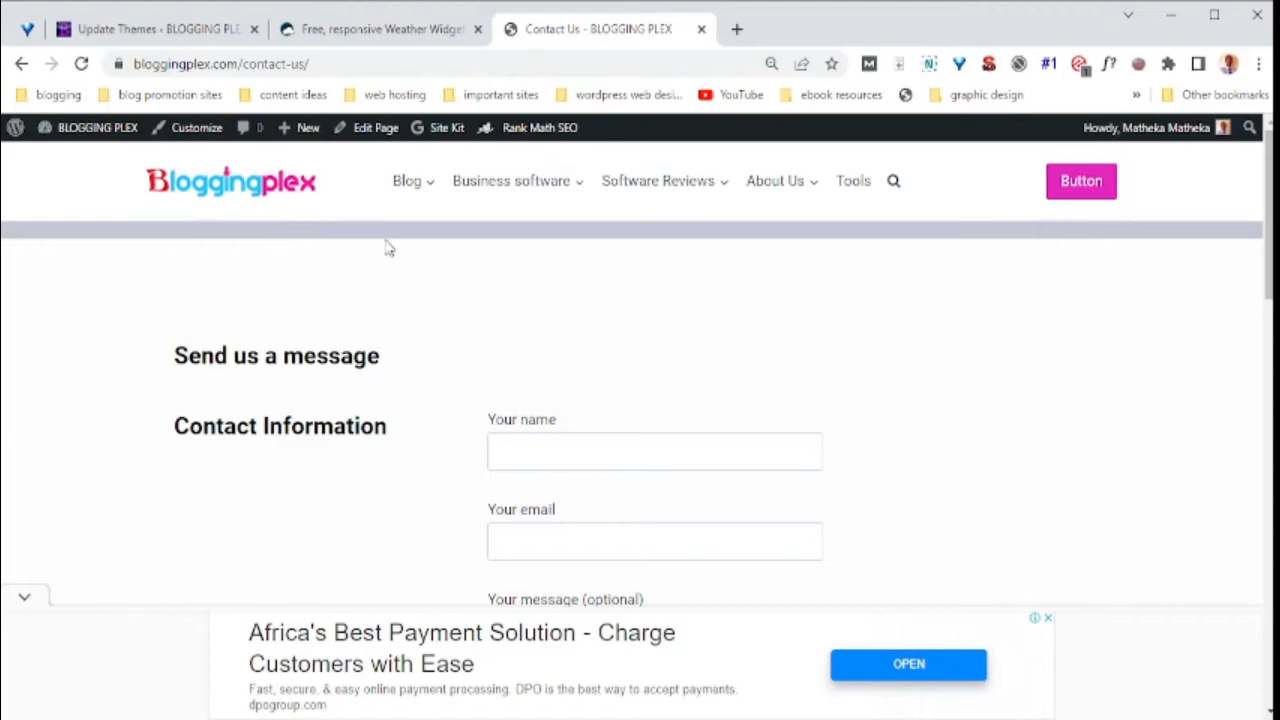 Update Themes - BLOGGING PLE
Free, responsive Weather Widge
Contact Us - BLOGGING PLEX
bloggingplex.com/contact-us/
#1
f?
1
blogging
blog promotion sites
content ideas
web hosting
important sites
wordpress web desi...
YouTube
ebook resources
graphic design
»
Other bookmarks
BLOGGING PLEX
Customize
0
New
Edit Page
Site Kit
Rank Math SEO
Howdy, Matheka Matheka
Bloggingplex
Blog
Business software
Software Reviews
About Us
Tools
Button
Send us a message
Contact Information
Your name
Your email
Your message (optional)
Africa's Best Payment Solution - Charge
Customers with Ease
Fast, secure, & easy online payment processing. DPO is the best way to accept payments.
dpogroup.com
OPEN